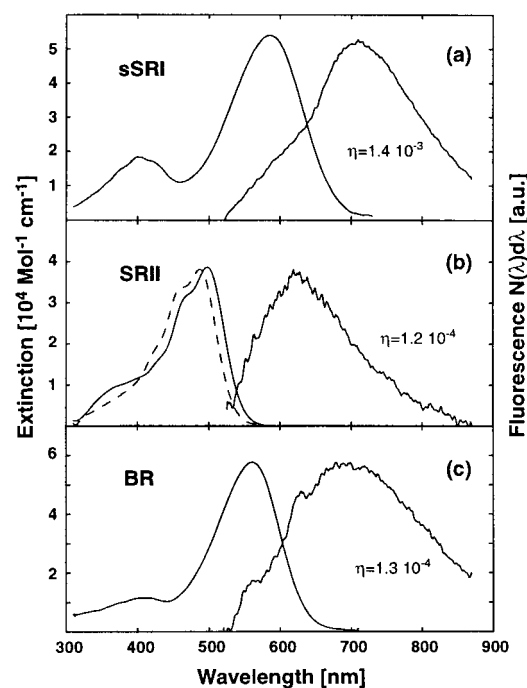 sSRI
(a)
5
4
3
2
1
η=1.4 10-3
SRII
(b)
4
3
2
1
η=1.2 10-4
BR
(c)
6
4
2
η=1.3 10-4
300 400 500 600 700 800 900
Wavelength [nm]
Extinction [10⁴ Mol⁻¹ cm⁻¹]
Fluorescence N(λ)dλ [a.u.]